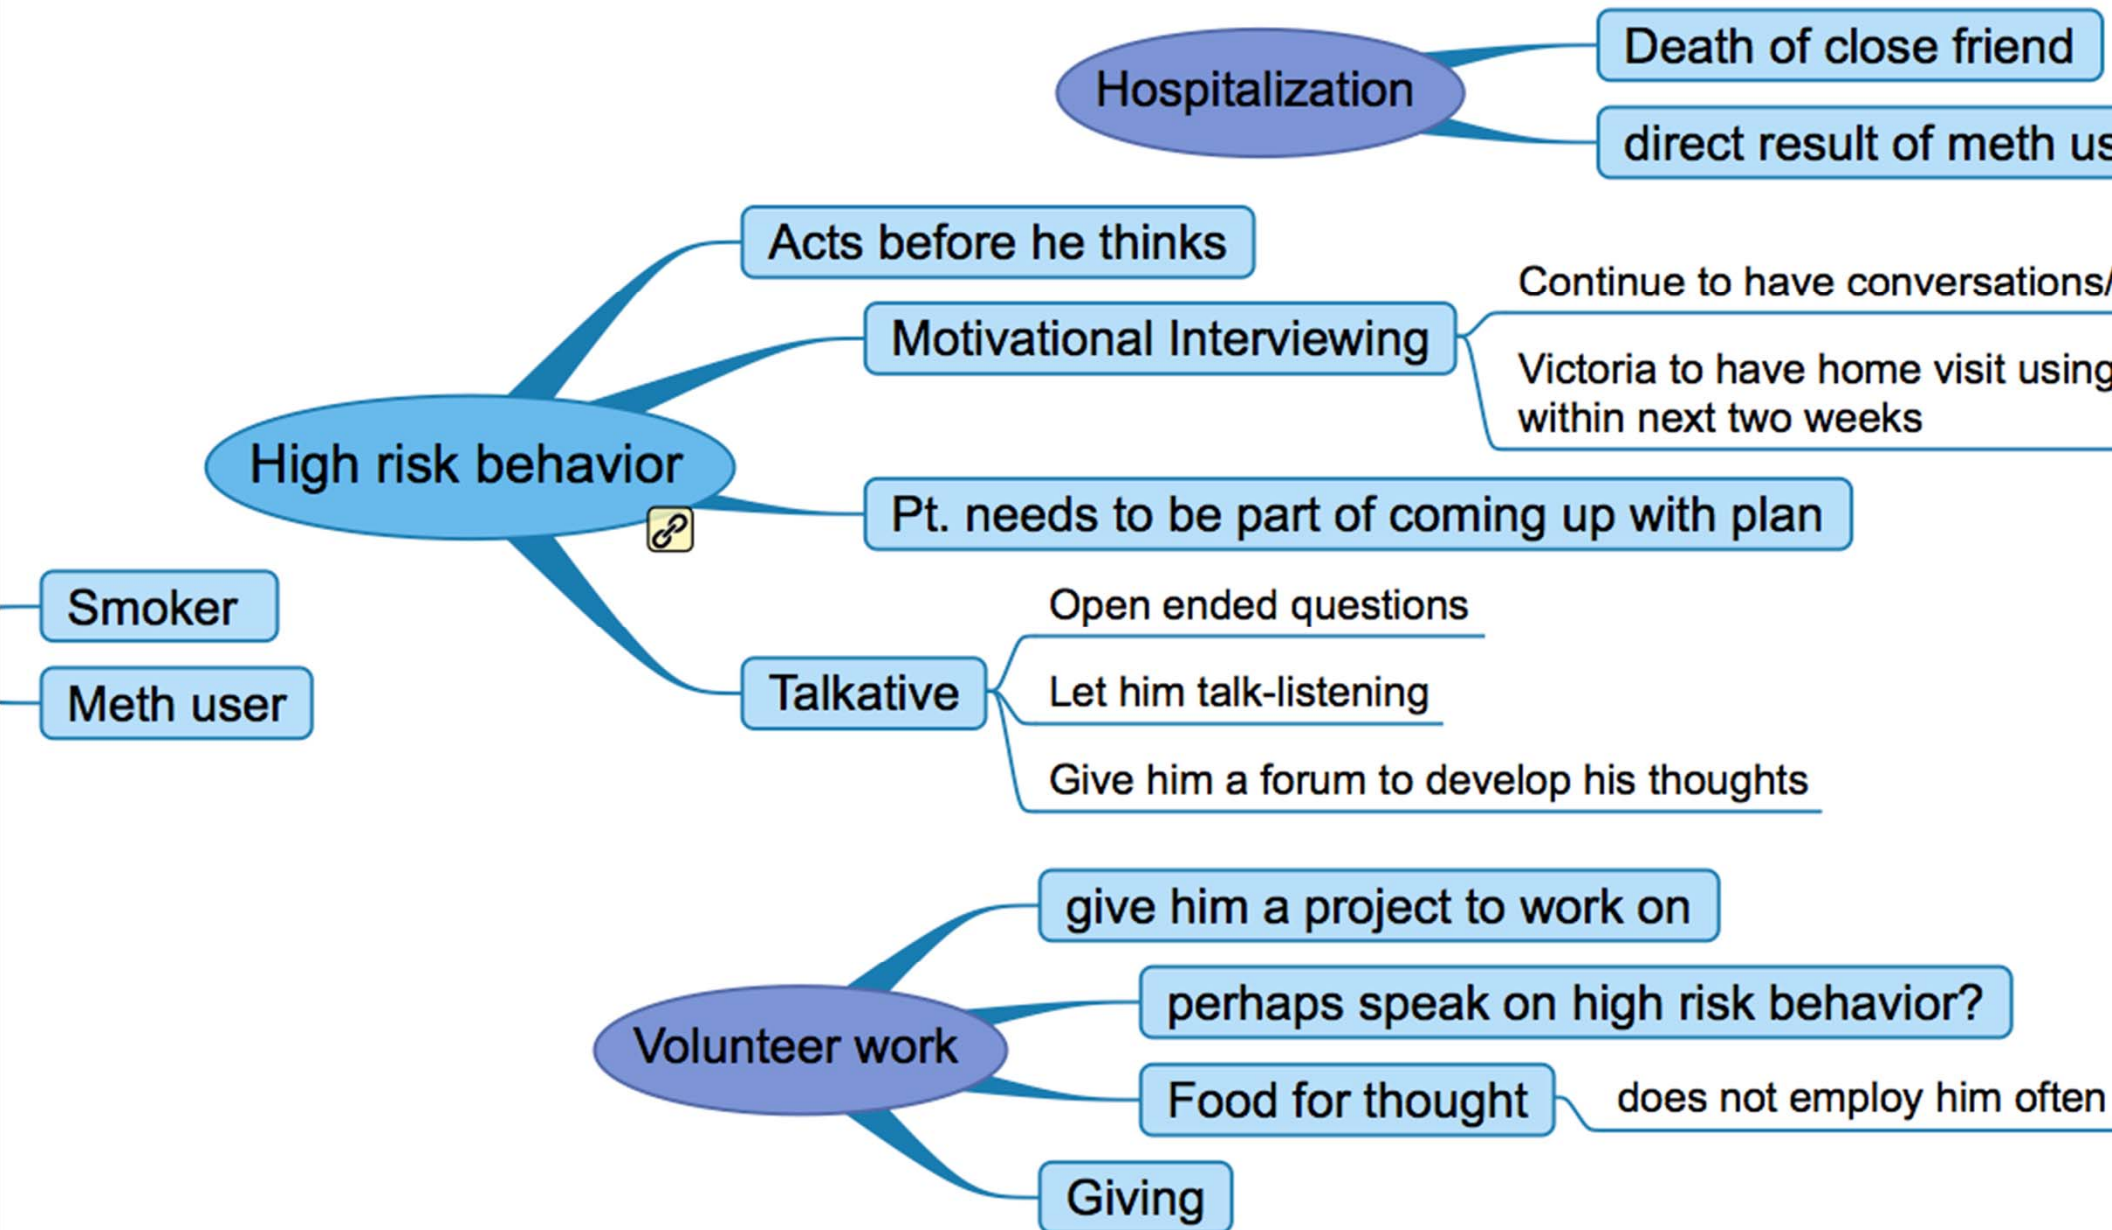 Death of close friend
Hospitalization
direct result of meth
Acts before he thinks
Continue to have conversations/
Motivational Interviewing
Victoria to have home visit using
within next two weeks
High risk behavior
Pt. needs to be part of coming up with plan
Smoker
Open ended questions
Meth user
Talkative
Let him talk-listening
Give him a forum to develop his thoughts
give him a project to work on
perhaps speak on high risk behavior?
Volunteer work
Food for thought
does not employ him often
Giving